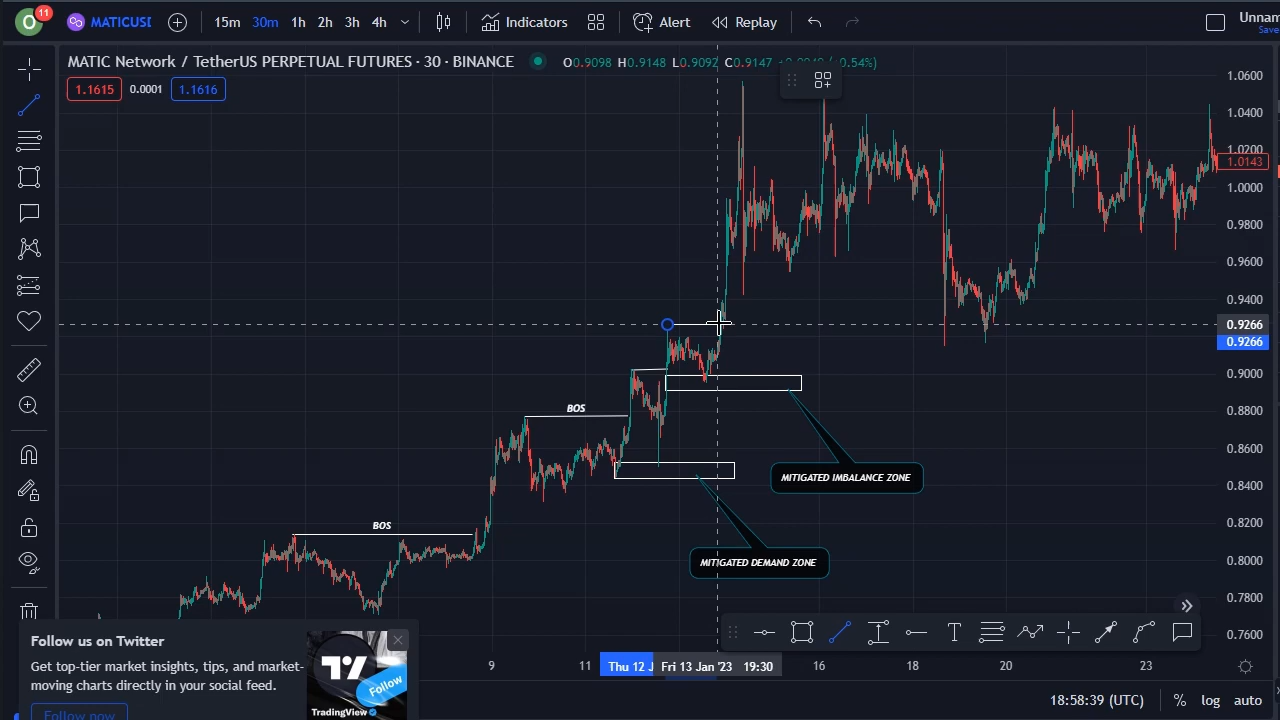 O 11 MATICUSD 15m 30m 1h 2h 3h 4h Indicators Alert Replay Unnam
Save
MATIC Network / TetherUS PERPETUAL FUTURES · 30 · BINANCE O0.9098 H0.9148 L0.9092 C0.9147
1.1615 0.0001 1.1616
1.0600
1.0400
1.0200
1.0143
1.0000
0.9800
0.9600
0.9400
0.9266
0.9266
0.9000
0.8800
0.8600
0.8400
0.8200
0.8000
0.7800
0.7600
BOS
MITIGATED IMBALANCE ZONE
BOS
MITIGATED DEMAND ZONE
Follow us on Twitter
Get top-tier market insights, tips, and market-
moving charts directly in your social feed.
Follow now
Follow
TradingView
9 11 Thu 12 J Fri 13 Jan '23 19:30 16 18 20 23
18:58:39 (UTC) % log auto